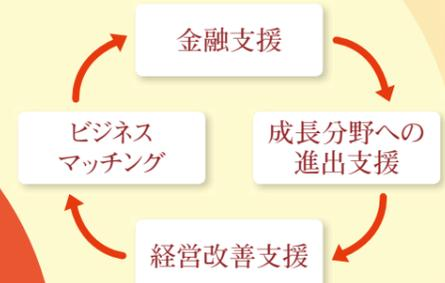 金融支援
ビジネス
マッチング
成長分野への
進出支援
経営改善支援